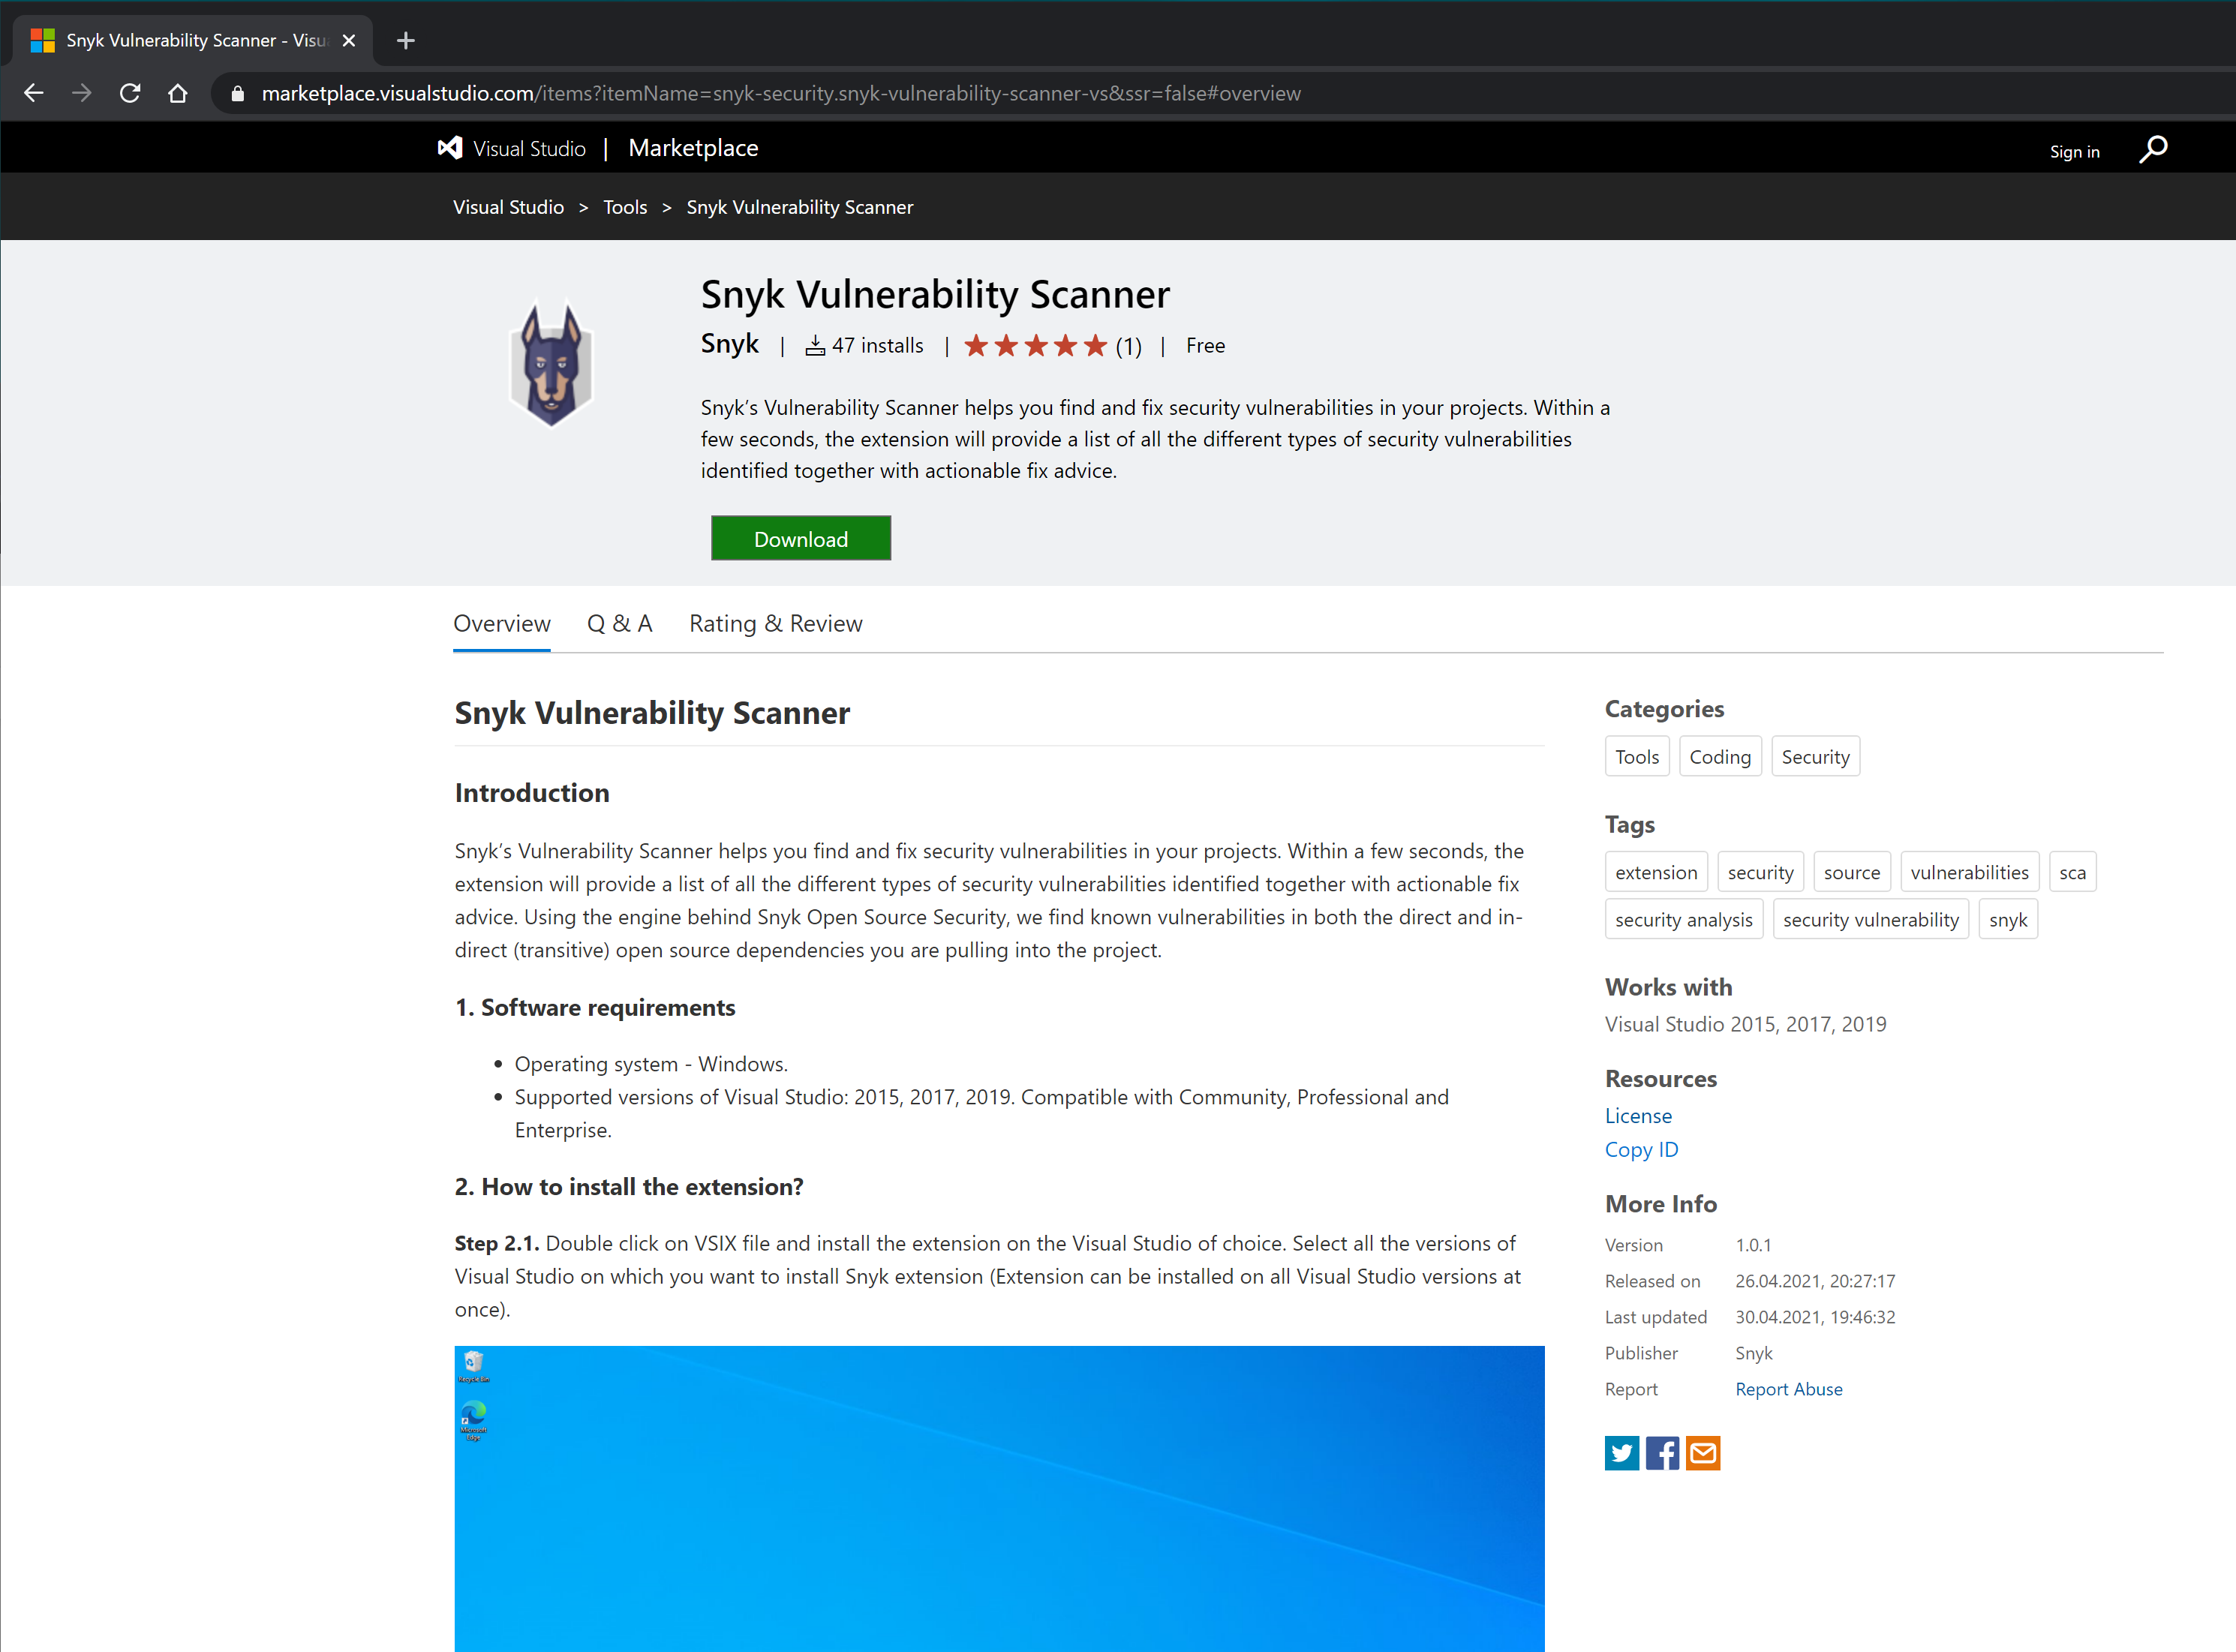 Snyk Vulnerability Scanner - Visu
marketplace.visualstudio.com/items?itemName=snyk-security.snyk-vulnerability-scanner-vs&ssr=false#overview
Visual Studio | Marketplace
Sign in
Visual Studio > Tools > Snyk Vulnerability Scanner
Snyk Vulnerability Scanner
Snyk | 47 installs | (1) | Free
Snyk’s Vulnerability Scanner helps you find and fix security vulnerabilities in your projects. Within a
few seconds, the extension will provide a list of all the different types of security vulnerabilities
identified together with actionable fix advice.
Download
Overview Q & A Rating & Review
Snyk Vulnerability Scanner
Introduction
Snyk’s Vulnerability Scanner helps you find and fix security vulnerabilities in your projects. Within a few seconds, the
extension will provide a list of all the different types of security vulnerabilities identified together with actionable fix
advice. Using the engine behind Snyk Open Source Security, we find known vulnerabilities in both the direct and in-
direct (transitive) open source dependencies you are pulling into the project.
1. Software requirements
• Operating system - Windows.
• Supported versions of Visual Studio: 2015, 2017, 2019. Compatible with Community, Professional and
Enterprise.
2. How to install the extension?
Step 2.1. Double click on VSIX file and install the extension on the Visual Studio of choice. Select all the versions of
Visual Studio on which you want to install Snyk extension (Extension can be installed on all Visual Studio versions at
once).
Recycle Bin
Microsoft
Edge
Categories
Tools Coding Security
Tags
extension security source vulnerabilities sca
security analysis security vulnerability snyk
Works with
Visual Studio 2015, 2017, 2019
Resources
License
Copy ID
More Info
Version 1.0.1
Released on 26.04.2021, 20:27:17
Last updated 30.04.2021, 19:46:32
Publisher Snyk
Report Report Abuse